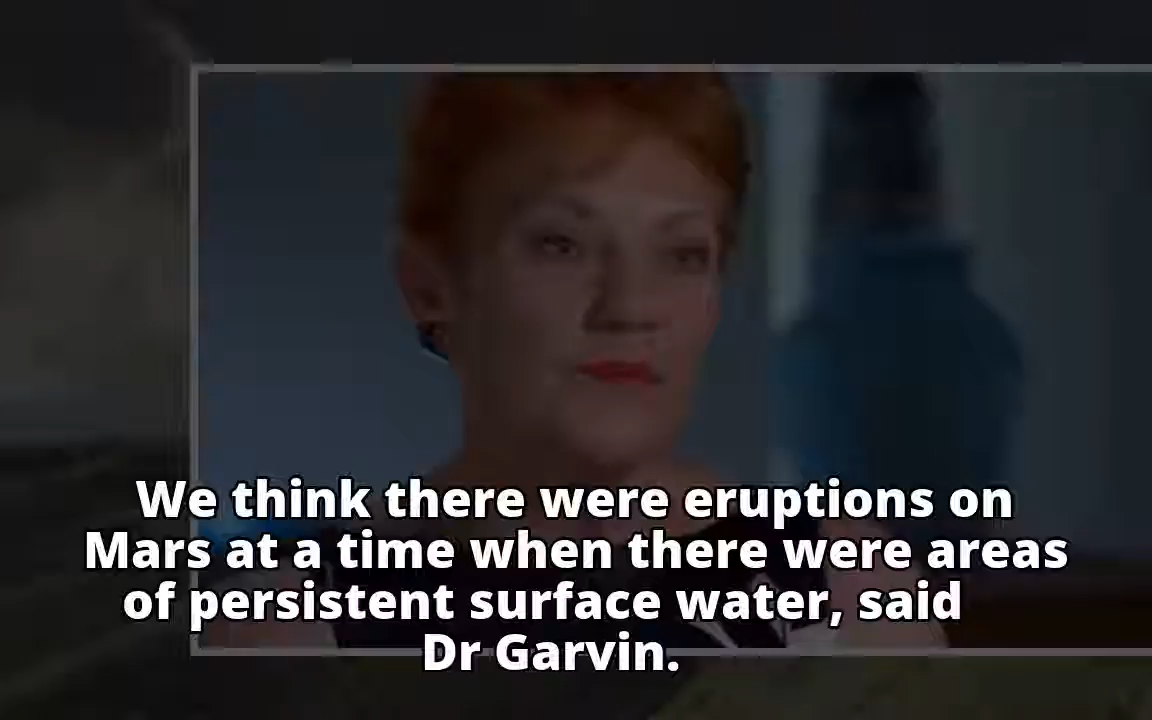 We think there were eruptions on
Mars at a time when there were areas
of persistent surface water, said
Dr Garvin.